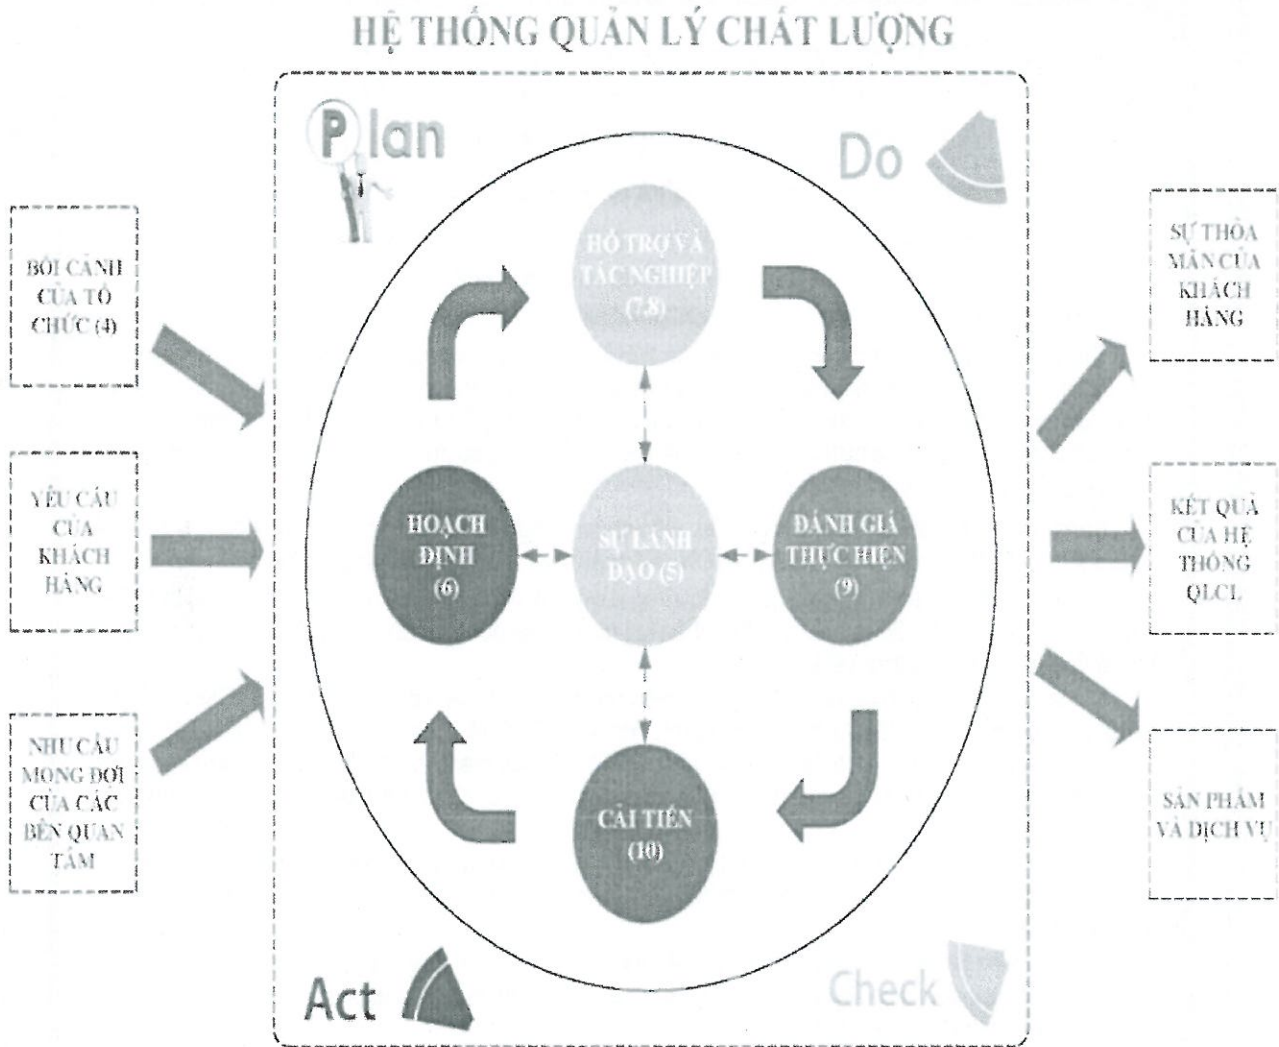 HỆ THỐNG QUẢN LÝ CHẤT LƯỢNG
Plan
Do
BỐI CẢNH
CỦA TỔ
CHỨC (4)
YÊU CẦU
CỦA
KHÁCH
HÀNG
NHU CẦU
MONG ĐỢI
CỦA CÁC
BÊN QUAN
TÂM
HỖ TRỢ VÀ
TÁC NGHIỆP
(7,8)
HOẠCH
ĐỊNH
(6)
SỰ LÃNH
ĐẠO (5)
ĐÁNH GIÁ
THỰC HIỆN
(9)
CẢI TIẾN
(10)
SỰ THỎA
MÃN CỦA
KHÁCH
HÀNG
KẾT QUẢ
CỦA HỆ
THỐNG
QLCL
SẢN PHẨM
VÀ DỊCH VỤ
Act
Check